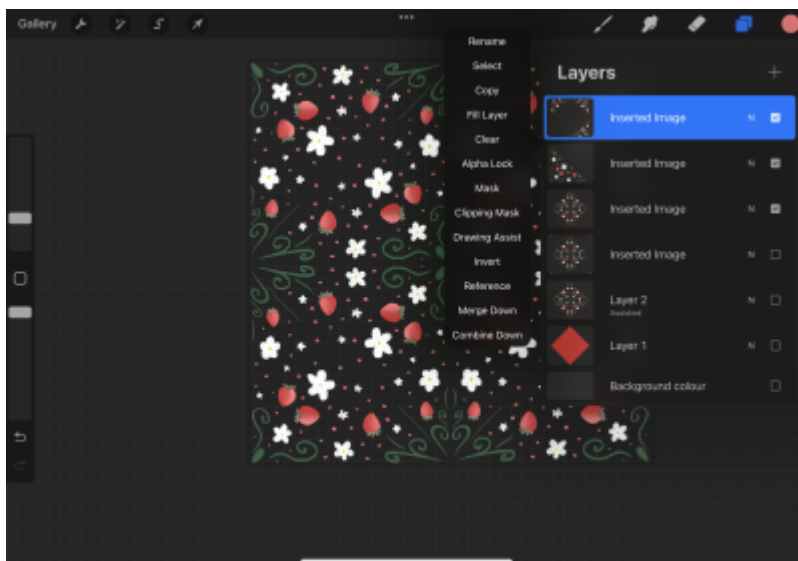 Gallery
Rename
Select
Copy
Fill Layer
Clear
Alpha Lock
Mask
Clipping Mask
Drawing Assist
Invert
Reference
Merge Down
Combine Down
Layers
Inserted Image N
Inserted Image N
Inserted Image N
Inserted Image N
Layer 2 N
Assisted
Layer 1 N
Background colour